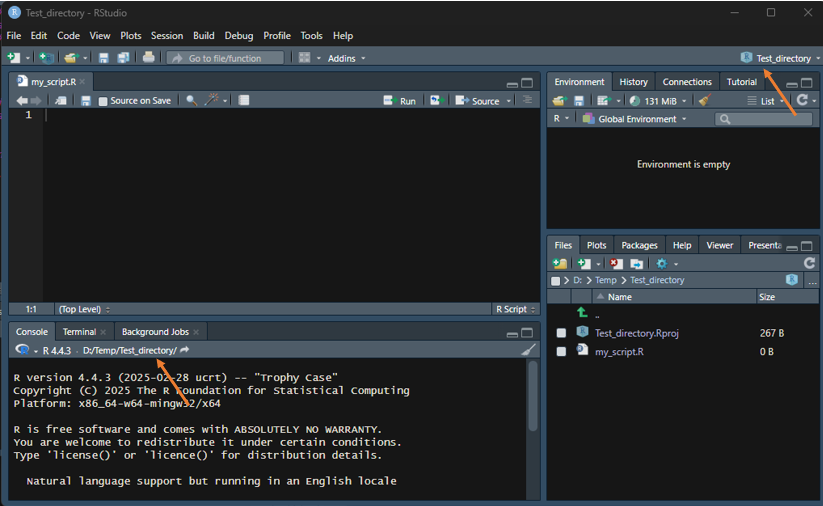 Test_directory - RStudio
File Edit Code View Plots Session Build Debug Profile Tools Help
Go to file/function Addins Test_directory
my_script.R
Source on Save Run Source
1
1:1 (Top Level) R Script
Console Terminal Background Jobs
R 4.4.3 · D:/Temp/Test_directory/
R version 4.4.3 (2025-02-28 ucrt) -- "Trophy Case"
Copyright (C) 2025 The R Foundation for Statistical Computing
Platform: x86_64-w64-mingw32/x64
R is free software and comes with ABSOLUTELY NO WARRANTY.
You are welcome to redistribute it under certain conditions.
Type 'license()' or 'licence()' for distribution details.
Natural language support but running in an English locale
Environment History Connections Tutorial
131 MiB List
R Global Environment
Environment is empty
Files Plots Packages Help Viewer Presenta
D: Temp Test_directory
Name Size
..
Test_directory.Rproj 267 B
my_script.R 0 B